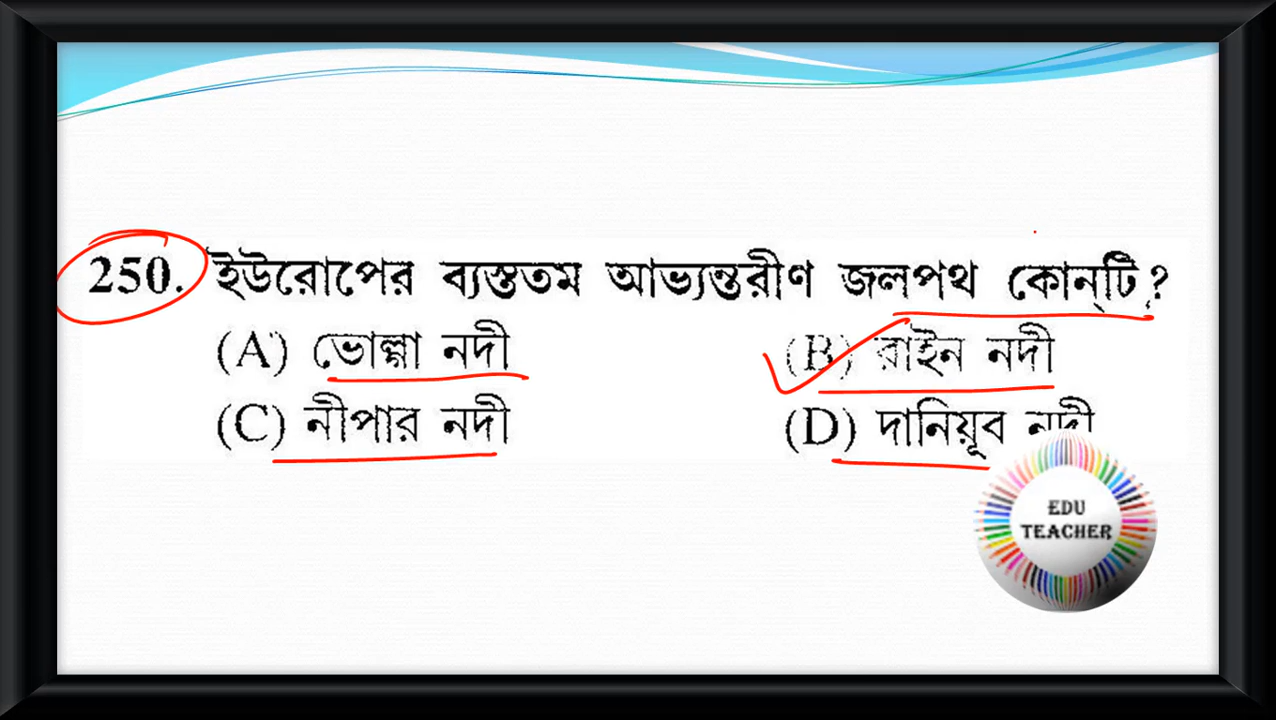 250. ইউরোপের ব্যস্ততম আভ্যন্তরীণ জলপথ কোন্‌টি?
(A) ভোল্গা নদী (B) রাইন নদী
(C) নীপার নদী (D) দানিয়ূব নদী
EDU
TEACHER